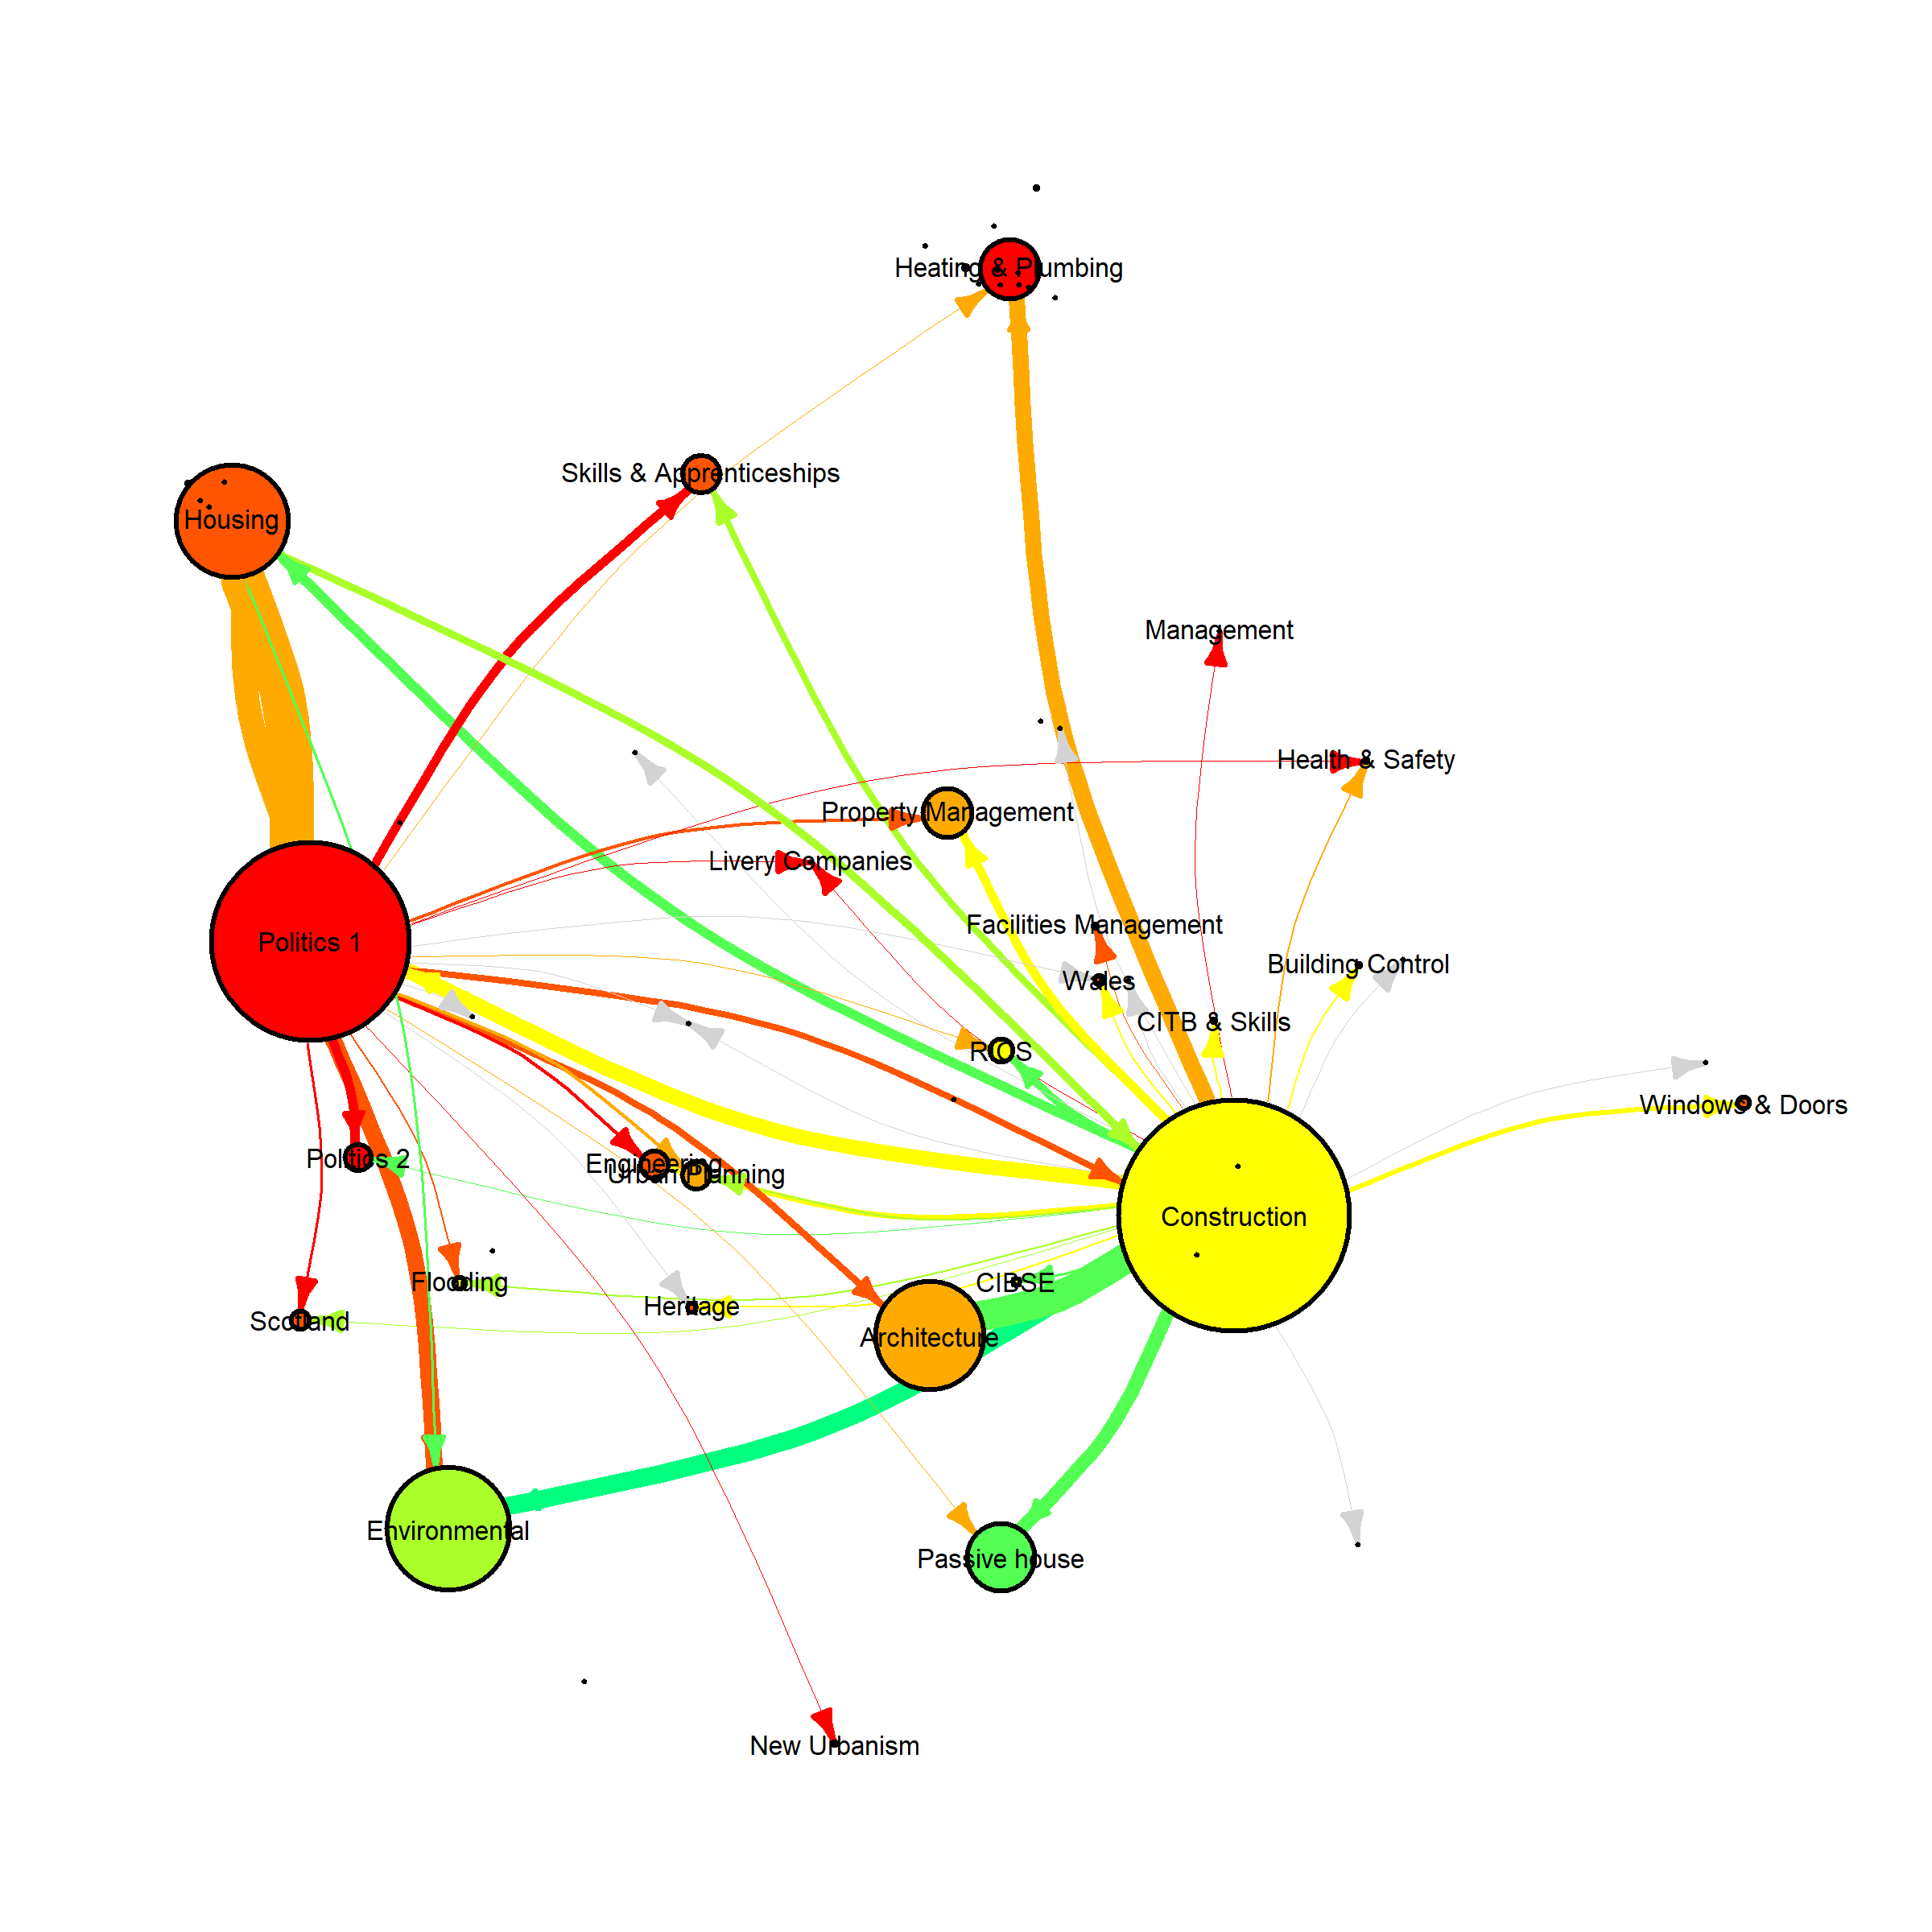 Heating & Plumbing
Skills & Apprenticeships
Housing
Management
Health & Safety
Property Management
Livery Companies
Facilities Management
Politics 1
Building Control
Wales
CITB & Skills
RICS
Windows & Doors
Politics 2
Engineering
Urban Planning
Construction
Flooding
CIBSE
Heritage
Scotland
Architecture
Environmental
Passive house
New Urbanism